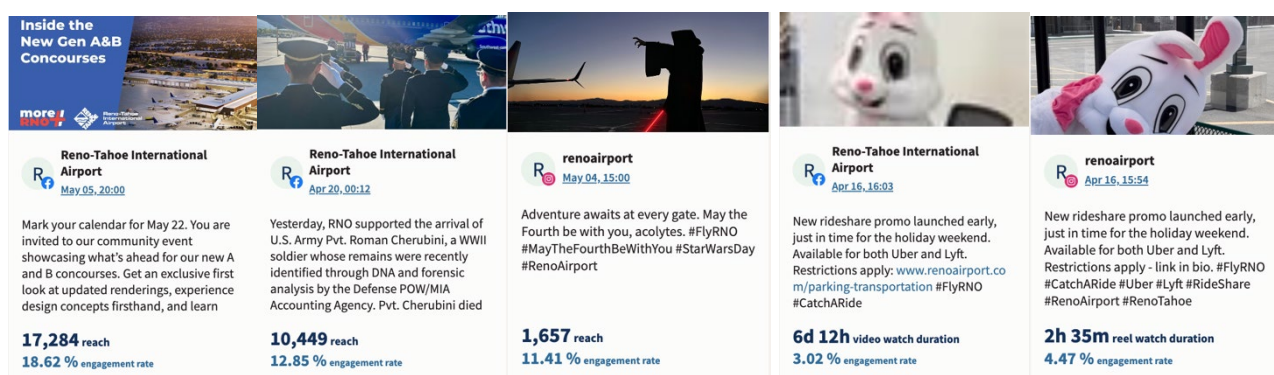 Inside the
New Gen A&B
Concourses
more
RNO
Reno-Tahoe
International
Airport
Reno-Tahoe International
Airport
May 05, 20:00
Mark your calendar for May 22. You are
invited to our community event
showcasing what's ahead for our new A
and B concourses. Get an exclusive first
look at updated renderings, experience
design concepts firsthand, and learn
17,284 reach
18.62 % engagement rate
Reno-Tahoe International
Airport
Apr 20, 00:12
Yesterday, RNO supported the arrival of
U.S. Army Pvt. Roman Cherubini, a WWII
soldier whose remains were recently
identified through DNA and forensic
analysis by the Defense POW/MIA
Accounting Agency. Pvt. Cherubini died
10,449 reach
12.85 % engagement rate
renoairport
May 04, 15:00
Adventure awaits at every gate. May the
Fourth be with you, acolytes. #FlyRNO
#MayTheFourthBeWithYou #StarWarsDay
#RenoAirport
1,657 reach
11.41 % engagement rate
Reno-Tahoe International
Airport
Apr 16, 16:03
New rideshare promo launched early,
just in time for the holiday weekend.
Available for both Uber and Lyft.
Restrictions apply: www.renoairport.co
m/parking-transportation #FlyRNO
#CatchARide
6d 12h video watch duration
3.02 % engagement rate
renoairport
Apr 16, 15:54
New rideshare promo launched early,
just in time for the holiday weekend.
Available for both Uber and Lyft.
Restrictions apply - link in bio. #FlyRNO
#CatchARide #Uber #Lyft #RideShare
#RenoAirport #RenoTahoe
2h 35m reel watch duration
4.47 % engagement rate